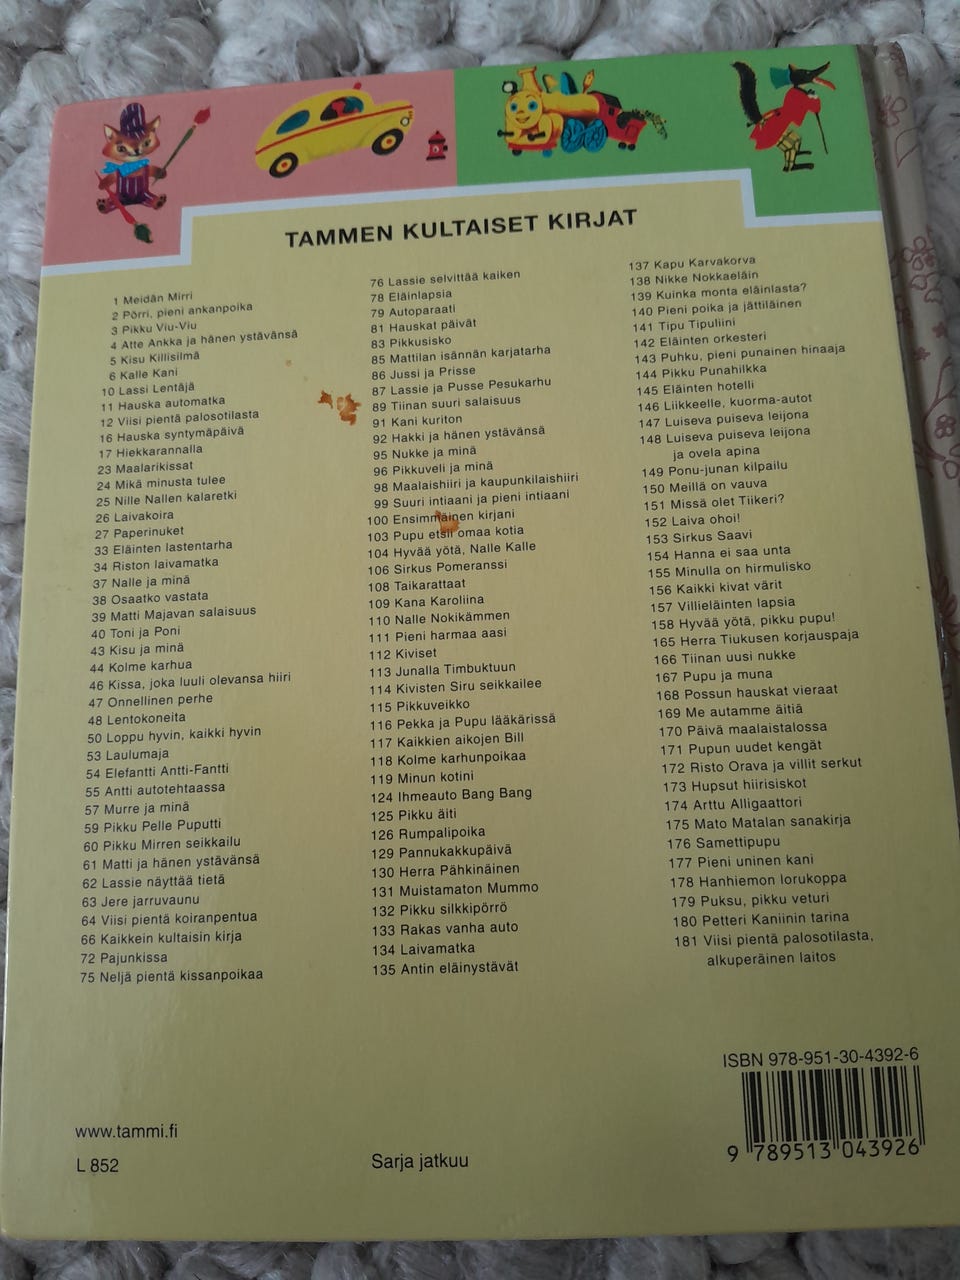 TAMMEN KULTAISET KIRJAT
1 Meidän Mirri
2 Pörri, pieni ankanpoika
3 Pikku Viu-Viu
4 Atte Ankka ja hänen ystävänsä
5 Kisu Killisilmä
6 Kalle Kani
10 Lassi Lentäjä
11 Hauska automatka
12 Viisi pientä palosotilasta
16 Hauska syntymäpäivä
17 Hiekkarannalla
23 Maalarikissat
24 Mikä minusta tulee
25 Nille Nallen kalaretki
26 Laivakoira
27 Paperinuket
33 Eläinten lastentarha
34 Riston laivamatka
37 Nalle ja minä
38 Osaatko vastata
39 Matti Majavan salaisuus
40 Toni ja Poni
43 Kisu ja minä
44 Kolme karhua
46 Kissa, joka luuli olevansa hiiri
47 Onnellinen perhe
48 Lentokoneita
50 Loppu hyvin, kaikki hyvin
53 Laulumaja
54 Elefantti Antti-Fantti
55 Antti autotehtaassa
57 Murre ja minä
59 Pikku Pelle Puputti
60 Pikku Mirren seikkailu
61 Matti ja hänen ystävänsä
62 Lassie näyttää tietä
63 Jere jarruvaunu
64 Viisi pientä koiranpentua
66 Kaikkein kultaisin kirja
72 Pajunkissa
75 Neljä pientä kissanpoikaa
76 Lassie selvittää kaiken
78 Eläinlapsia
79 Autoparaati
81 Hauskat päivät
83 Pikkusisko
85 Mattilan isännän karjatarha
86 Jussi ja Prisse
87 Lassie ja Pusse Pesukarhu
89 Tiinan suuri salaisuus
91 Kani kuriton
92 Hakki ja hänen ystävänsä
95 Nukke ja minä
96 Pikkuveli ja minä
98 Maalaishiiri ja kaupunkilaishiiri
99 Suuri intiaani ja pieni intiaani
100 Ensimmäinen kirjani
103 Pupu etsii omaa kotia
104 Hyvää yötä, Nalle Kalle
106 Sirkus Pomeranssi
108 Taikarattaat
109 Kana Karoliina
110 Nalle Nokikämmen
111 Pieni harmaa aasi
112 Kiviset
113 Junalla Timbuktuun
114 Kivisten Siru seikkailee
115 Pikkuveikko
116 Pekka ja Pupu lääkärissä
117 Kaikkien aikojen Bill
118 Kolme karhunpoikaa
119 Minun kotini
124 Ihmeauto Bang Bang
125 Pikku äiti
126 Rumpalipoika
129 Pannukakkupäivä
130 Herra Pähkinäinen
131 Muistamaton Mummo
132 Pikku silkkipörrö
133 Rakas vanha auto
134 Laivamatka
135 Antin eläinystävät
137 Kapu Karvakorva
138 Nikke Nokkaeläin
139 Kuinka monta eläinlasta?
140 Pieni poika ja jättiläinen
141 Tipu Tipuliini
142 Eläinten orkesteri
143 Puhku, pieni punainen hinaaja
144 Pikku Punahilkka
145 Eläinten hotelli
146 Liikkeelle, kuorma-autot
147 Luiseva puiseva leijona
148 Luiseva puiseva leijona
ja ovela apina
149 Ponu-junan kilpailu
150 Meillä on vauva
151 Missä olet Tiikeri?
152 Laiva ohoi!
153 Sirkus Saavi
154 Hanna ei saa unta
155 Minulla on hirmulisko
156 Kaikki kivat värit
157 Villieläinten lapsia
158 Hyvää yötä, pikku pupu!
165 Herra Tiukusen korjauspaja
166 Tiinan uusi nukke
167 Pupu ja muna
168 Possun hauskat vieraat
169 Me autamme äitiä
170 Päivä maalaistalossa
171 Pupun uudet kengät
172 Risto Orava ja villit serkut
173 Hupsut hiirisiskot
174 Arttu Alligaattori
175 Mato Matalan sanakirja
176 Samettipupu
177 Pieni uninen kani
178 Hanhiemon lorukoppa
179 Puksu, pikku veturi
180 Petteri Kaniinin tarina
181 Viisi pientä palosotilasta,
alkuperäinen laitos
ISBN 978-951-30-4392-6
9 789513 043926
www.tammi.fi
L 852
Sarja jatkuu